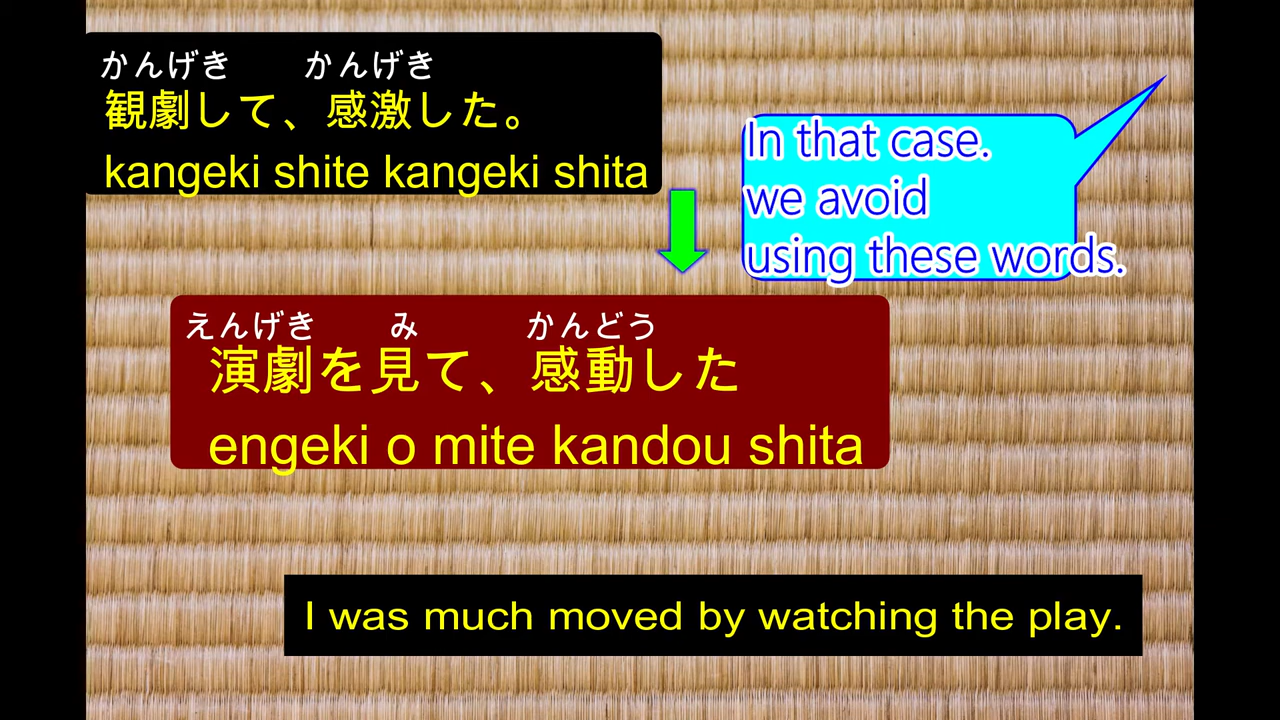 かんげき かんげき
観劇して、感激した。
kangeki shite kangeki shita
In that case.
we avoid
using these words.
えんげき み かんどう
演劇を見て、感動した
engeki o mite kandou shita
I was much moved by watching the play.